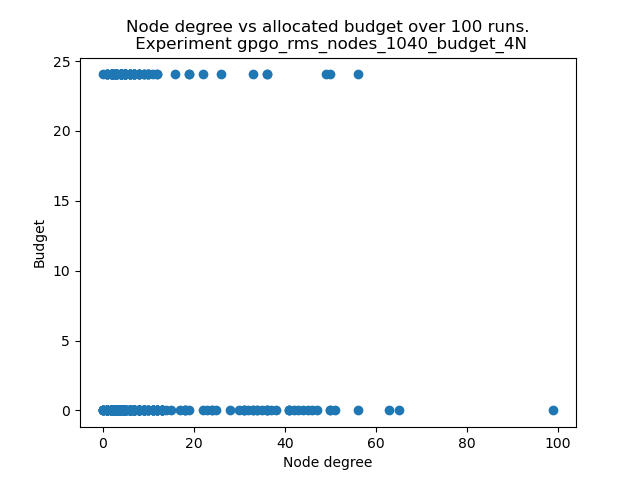 Node degree vs allocated budget over 100 runs.
Experiment gpgo_rms_nodes_1040_budget_4N
25
20
15
10
5
0
Budget
0 20 40 60 80 100
Node degree